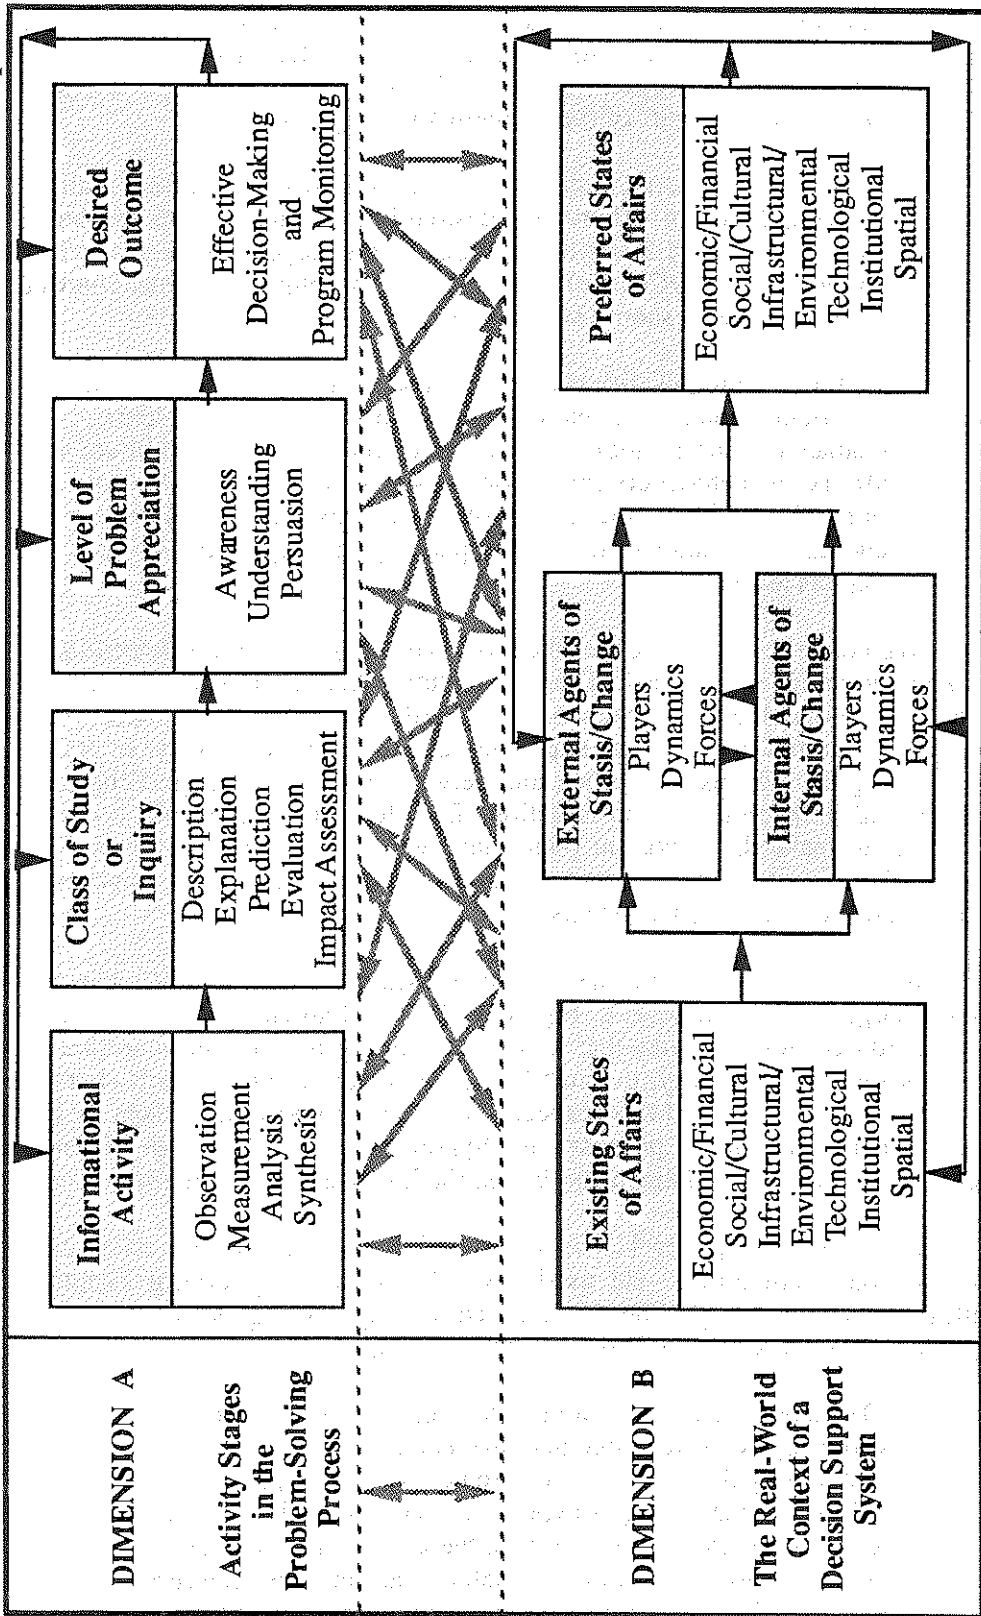 DIMENSION A
Activity Stages
in the
Problem-Solving
Process
Informational
Activity
Observation
Measurement
Analysis
Synthesis
Class of Study
or
Inquiry
Description
Explanation
Prediction
Evaluation
Impact Assessment
Level of
Problem
Appreciation
Awareness
Understanding
Persuasion
Desired
Outcome
Effective
Decision-Making
and
Program Monitoring
DIMENSION B
The Real-World
Context of a
Decision Support
System
Existing States
of Affairs
Economic/Financial
Social/Cultural
Infrastructural/
Environmental
Technological
Institutional
Spatial
External Agents of
Stasis/Change
Players
Dynamics
Forces
Internal Agents of
Stasis/Change
Players
Dynamics
Forces
Preferred States
of Affairs
Economic/Financial
Social/Cultural
Infrastructural/
Environmental
Technological
Institutional
Spatial